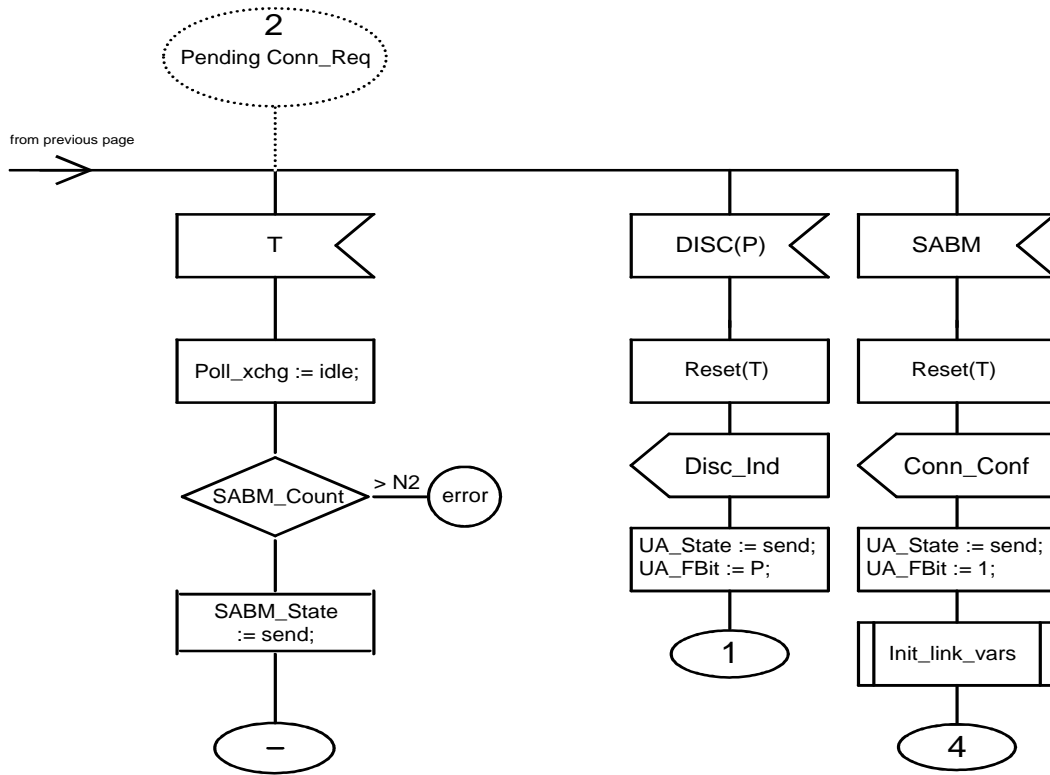 2
Pending Conn_Req
from previous page
T
DISC(P)
SABM
Poll_xchg := idle;
Reset(T)
Reset(T)
Disc_Ind
Conn_Conf
SABM_Count
> N2
error
UA_State := send;
UA_FBit := P;
UA_State := send;
UA_FBit := 1;
SABM_State
:= send;
1
Init_link_vars
–
4